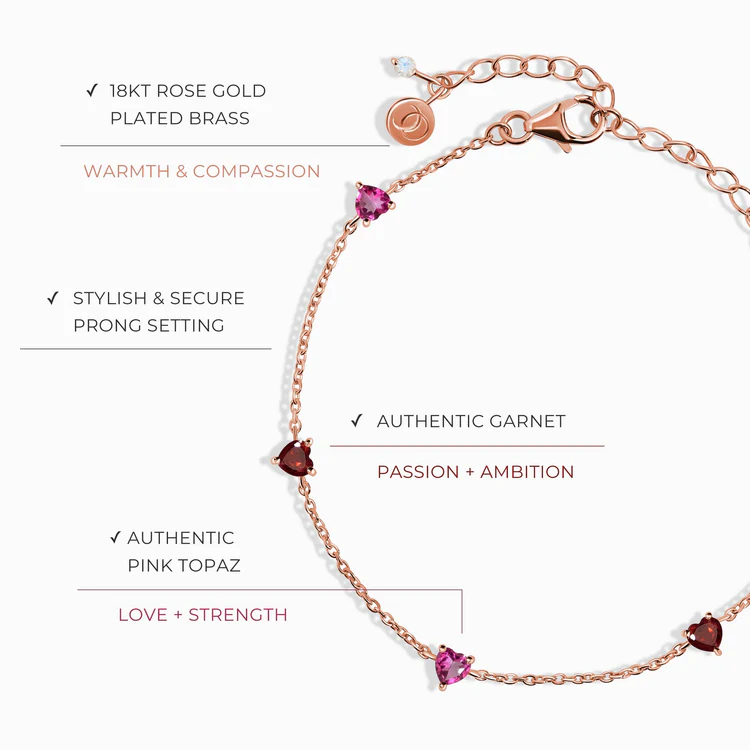 ✓ 18KT ROSE GOLD
PLATED BRASS
WARMTH & COMPASSION
✓ STYLISH & SECURE
PRONG SETTING
✓ AUTHENTIC GARNET
PASSION + AMBITION
✓ AUTHENTIC
PINK TOPAZ
LOVE + STRENGTH